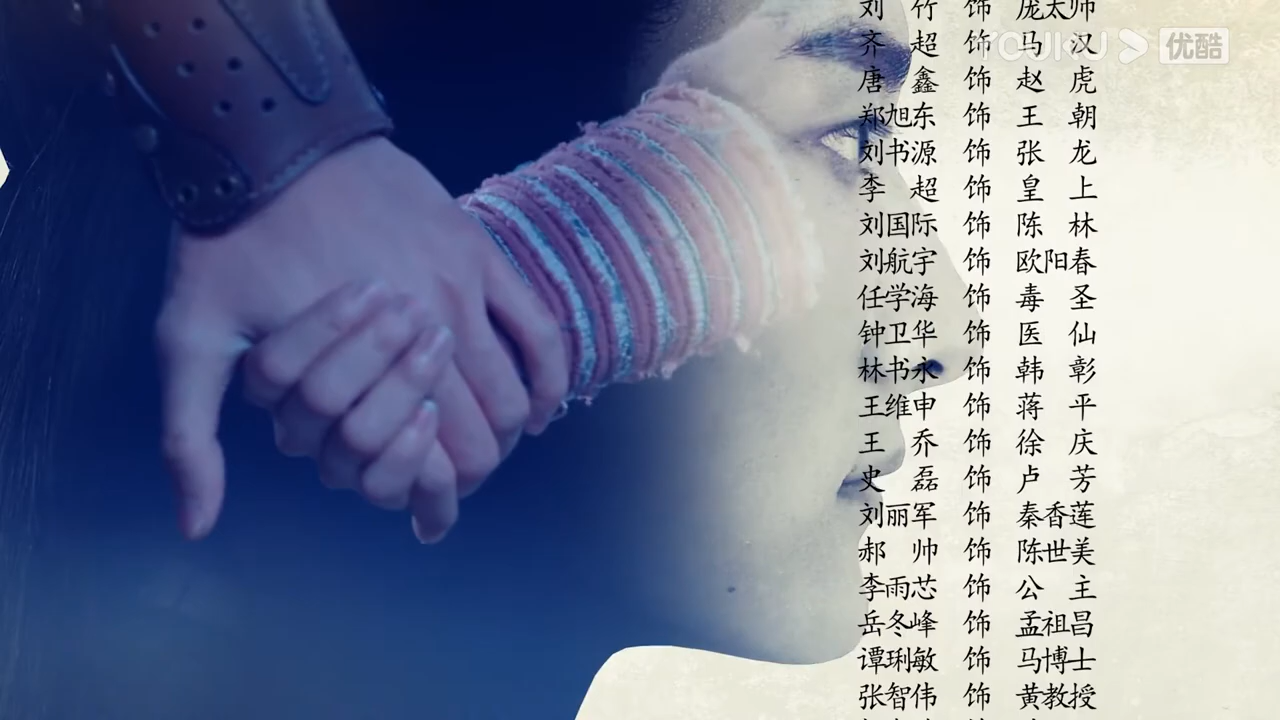 刘竹 饰 庞太师
YOUKU 优酷
齐超 饰 马汉
唐鑫 饰 赵虎
郑旭东 饰 王朝
刘书源 饰 张龙
李超 饰 皇上
刘国际 饰 陈林
刘航宇 饰 欧阳春
任学海 饰 毒圣
钟卫华 饰 医仙
林书永 饰 韩彰
王维申 饰 蒋平
王乔 饰 徐庆
史磊 饰 卢芳
刘丽军 饰 秦香莲
郝帅 饰 陈世美
李雨芯 饰 公主
岳冬峰 饰 孟祖昌
谭琍敏 饰 马博士
张智伟 饰 黄教授